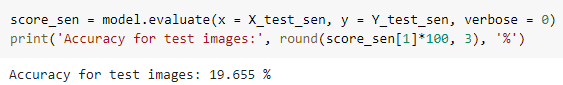 score_sen = model.evaluate(x = X_test_sen, y = Y_test_sen, verbose = 0)
print('Accuracy for test images:', round(score_sen[1]*100, 3), '%')
Accuracy for test images: 19.655 %